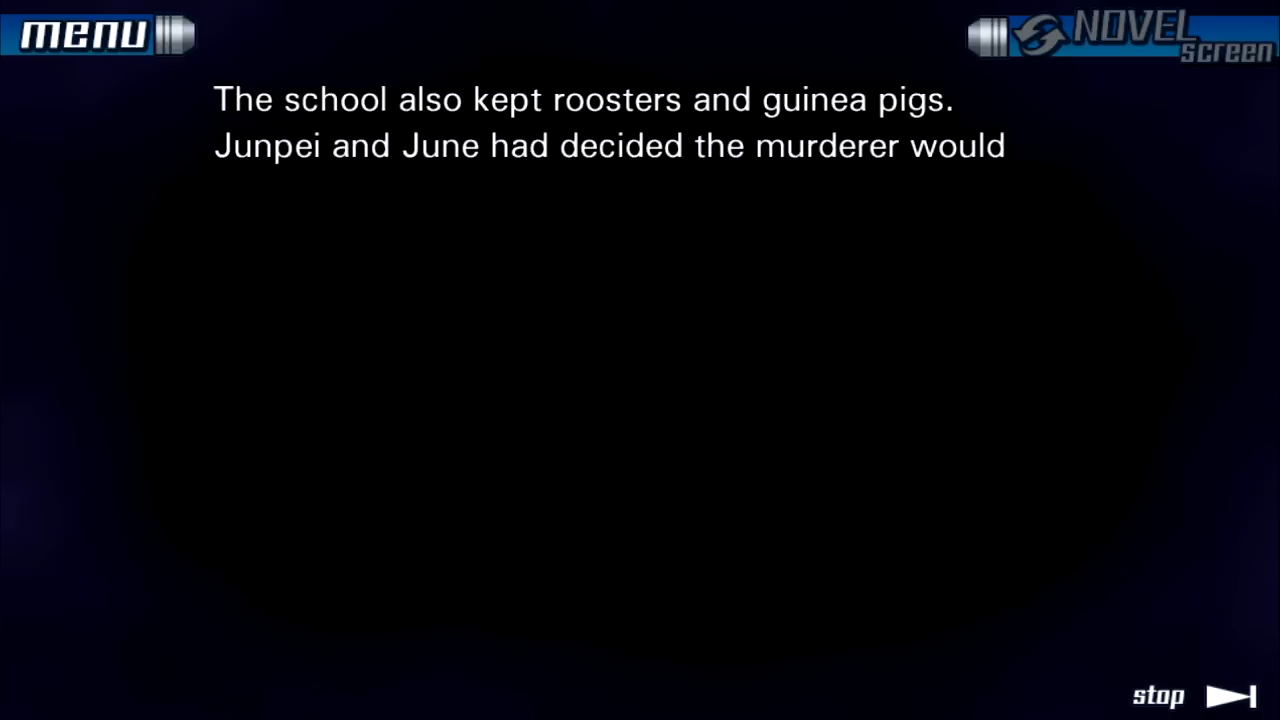 menu
NOVEL
screen
The school also kept roosters and guinea pigs.
Junpei and June had decided the murderer would
stop